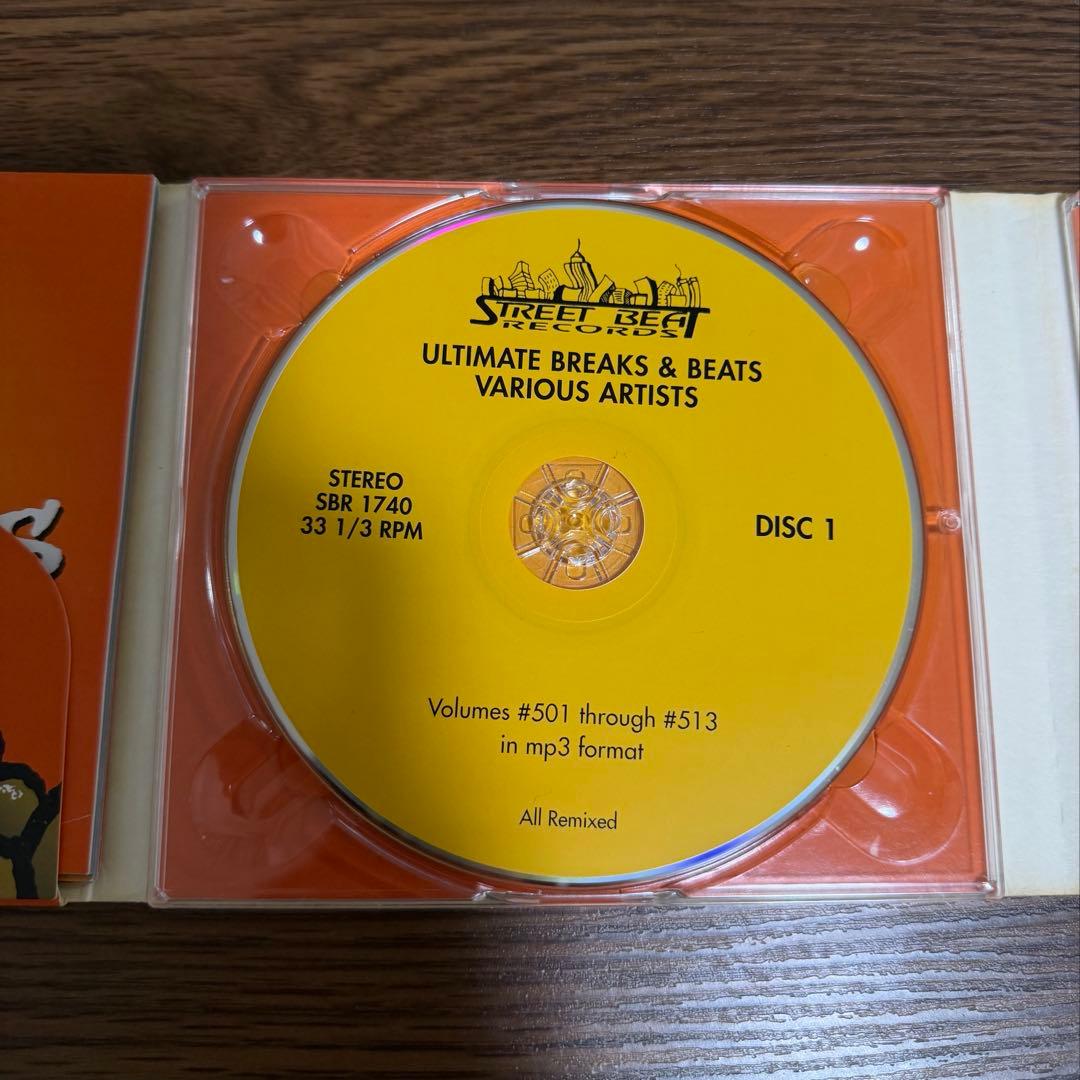 STREET BEAT
RECORDS
ULTIMATE BREAKS & BEATS
VARIOUS ARTISTS
STEREO
SBR 1740
33 1/3 RPM
DISC 1
Volumes #501 through #513
in mp3 format
All Remixed